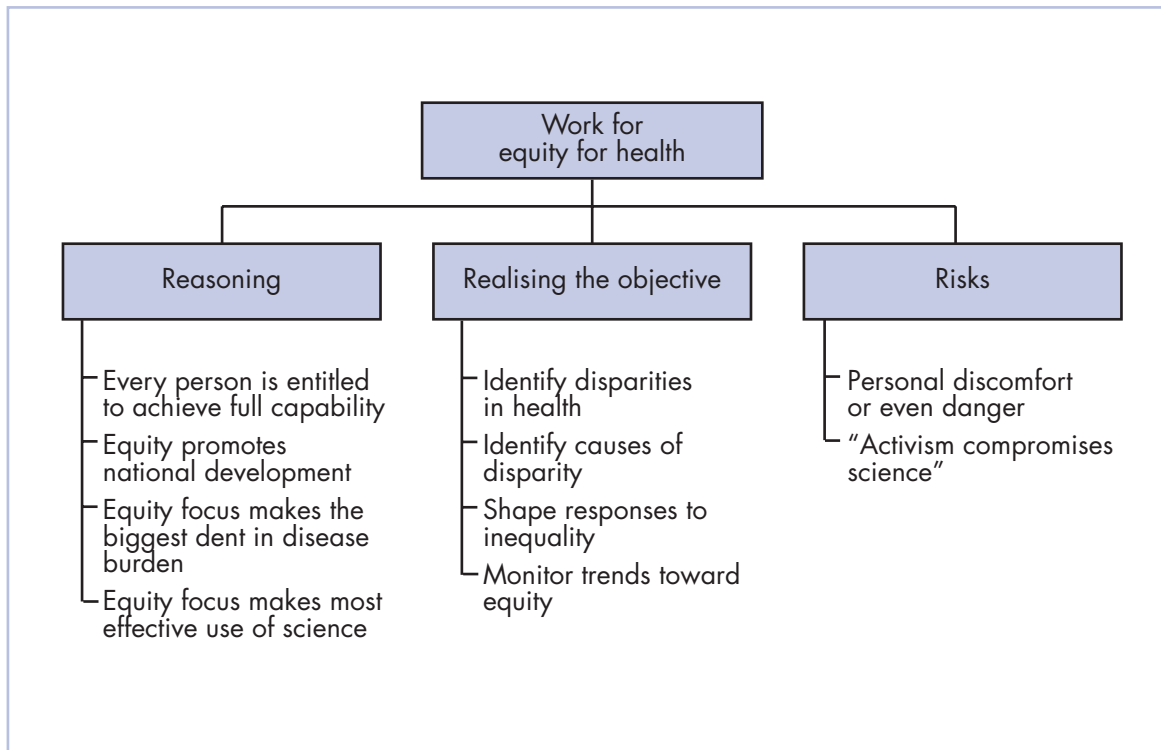 Work for
equity for health
Reasoning
Every person is entitled
to achieve full capability
Equity promotes
national development
Equity focus makes the
biggest dent in disease
burden
Equity focus makes most
effective use of science
Realising the objective
Identify disparities
in health
Identify causes of
disparity
Shape responses to
inequality
Monitor trends toward
equity
Risks
Personal discomfort
or even danger
“Activism compromises
science”